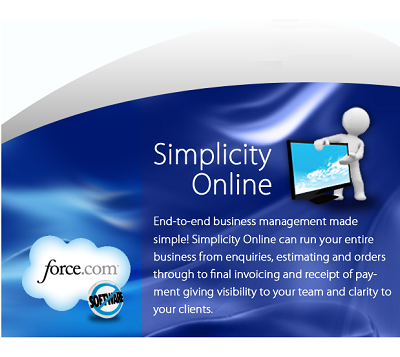 Simplicity
Online
End-to-end business management made
simple! Simplicity Online can run your entire
business from enquiries, estimating and orders
through to final invoicing and receipt of pay-
ment giving visibility to your team and clarity to
your clients.
force.com
SOFTWARE